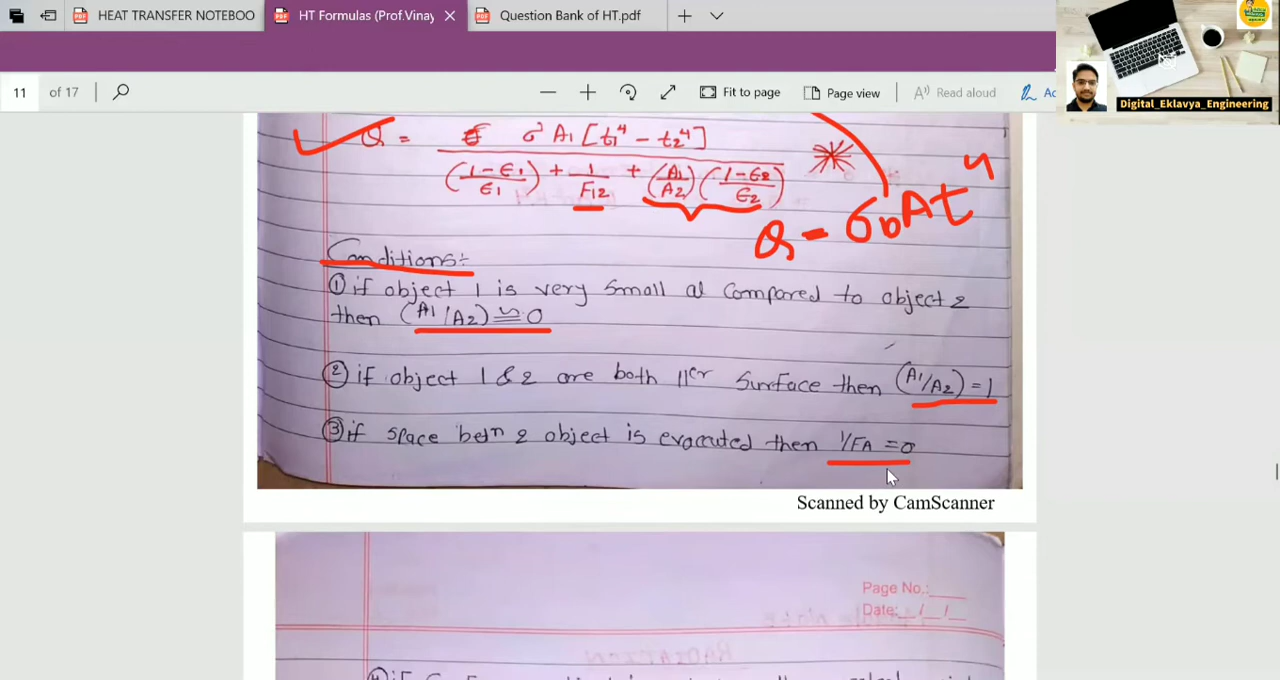 HEAT TRANSFER NOTEBOO
HT Formulas (Prof.Vinay
Question Bank of HT.pdf
Digital_Eklavya_Engineering
11 of 17
Fit to page
Page view
Read aloud
Q = σ A1 [t1⁴ - t2⁴]
(1-ϵ1/ϵ1) + 1/F12 + (A1/A2) (1-ϵ2/ϵ2)
Q = σb A t⁴
Conditions:-
① if object 1 is very small as compared to object 2
then (A1/A2) ≌ 0
② if object 1 & 2 are both 11er surface then (A1/A2) = 1
③ if space betn 2 object is evacuted then 1/FA = 0
Scanned by CamScanner
Page No.:
Date: / /